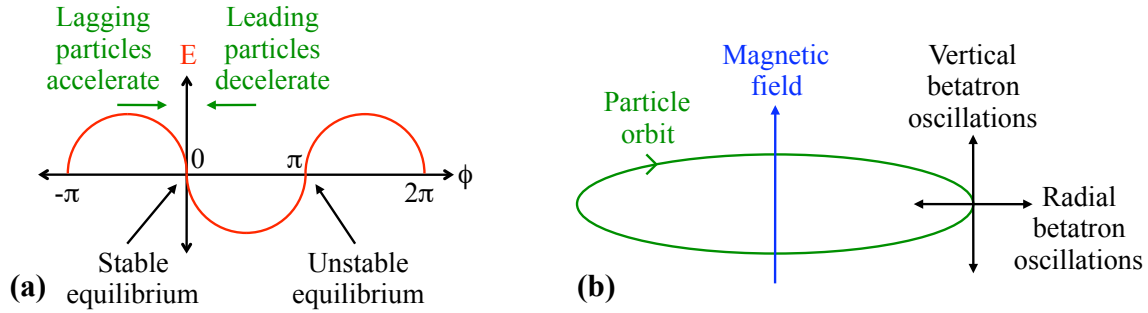 Lagging
particles
accelerate
E
Leading
particles
decelerate
0
π
-π
2π
ϕ
Stable
equilibrium
Unstable
equilibrium
(a)
Magnetic
field
Particle
orbit
Vertical
betatron
oscillations
Radial
betatron
oscillations
(b)